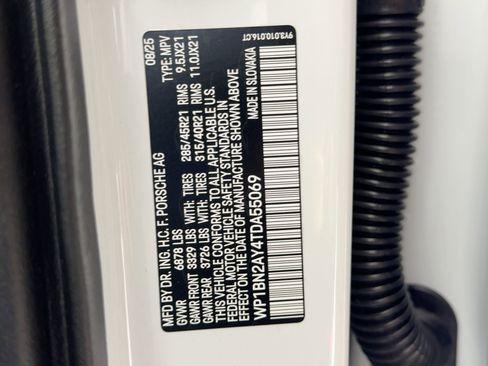 MFD BY DR. ING. H.C. F. PORSCHE AG 08/25
GVWR 6878 LBS TYPE: MPV
GAWR FRONT 3329 LBS WITH: TIRES 285/45R21 RIMS 9.5JX21
GAWR REAR 3726 LBS WITH: TIRES 315/40R21 RIMS 11.0JX21
THIS VEHICLE CONFORMS TO ALL APPLICABLE U.S.
FEDERAL MOTOR VEHICLE SAFETY STANDARDS IN
EFFECT ON THE DATE OF MANUFACTURE SHOWN ABOVE
WP1BN2AY4TDA55069 MADE IN SLOVAKIA
9Y3.010.016.CT